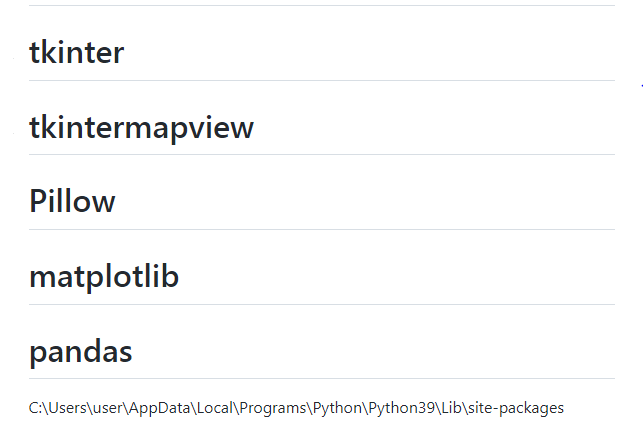 tkinter
tkintermapview
Pillow
matplotlib
pandas
C:\Users\user\AppData\Local\Programs\Python\Python39\Lib\site-packages